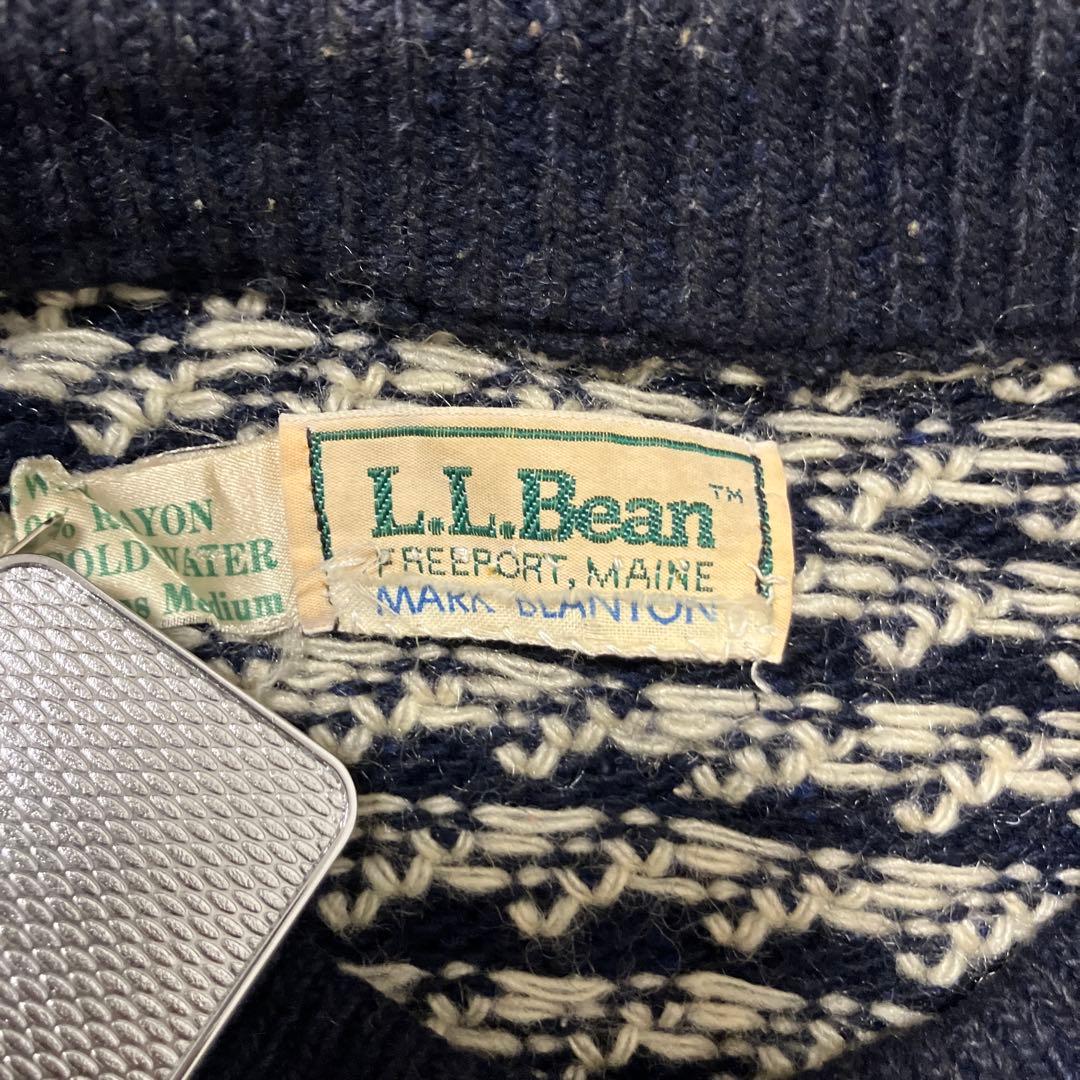 L.L.Bean™
FREEPORT, MAINE
MARK BLANTON
% RAYON
COLD WATER
Medium